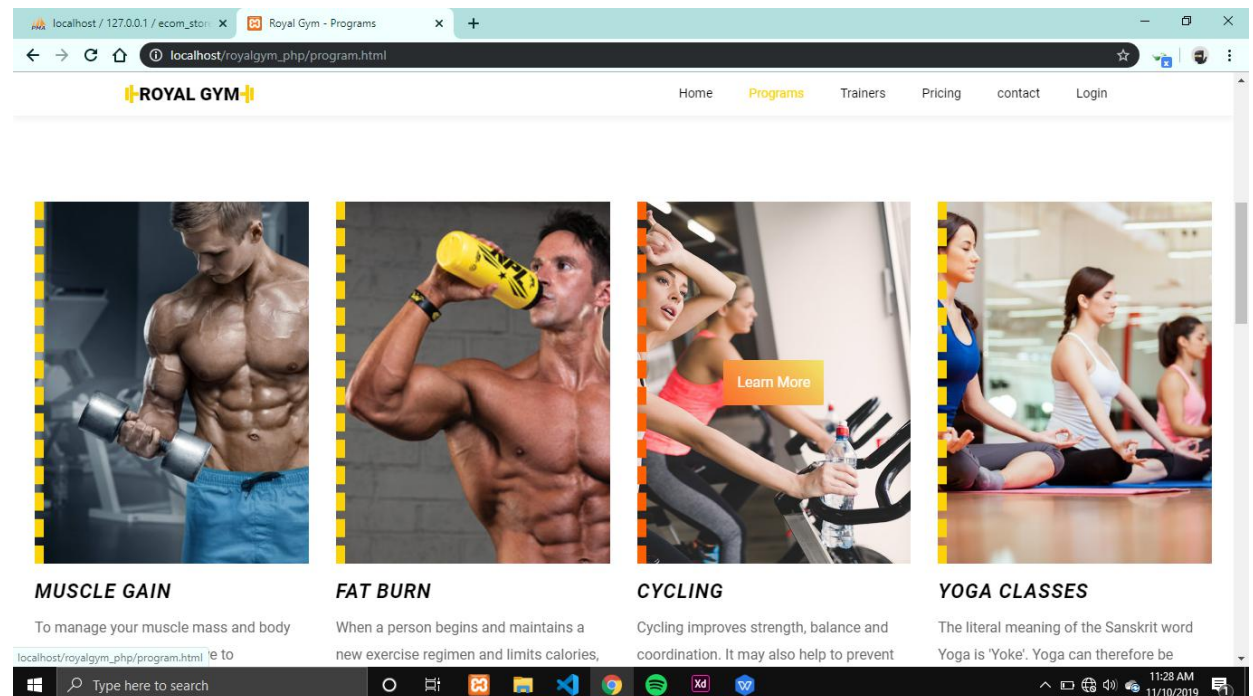 localhost / 127.0.0.1 / ecom_stor
Royal Gym - Programs
localhost/royalgym_php/program.html
ROYAL GYM
Home Programs Trainers Pricing contact Login
NPL
Learn More
MUSCLE GAIN
FAT BURN
CYCLING
YOGA CLASSES
To manage your muscle mass and body
e to
When a person begins and maintains a
new exercise regimen and limits calories,
Cycling improves strength, balance and
coordination. It may also help to prevent
The literal meaning of the Sanskrit word
Yoga is 'Yoke'. Yoga can therefore be
localhost/royalgym_php/program.html
Type here to search
Xd
11:28 AM
11/10/2019
1